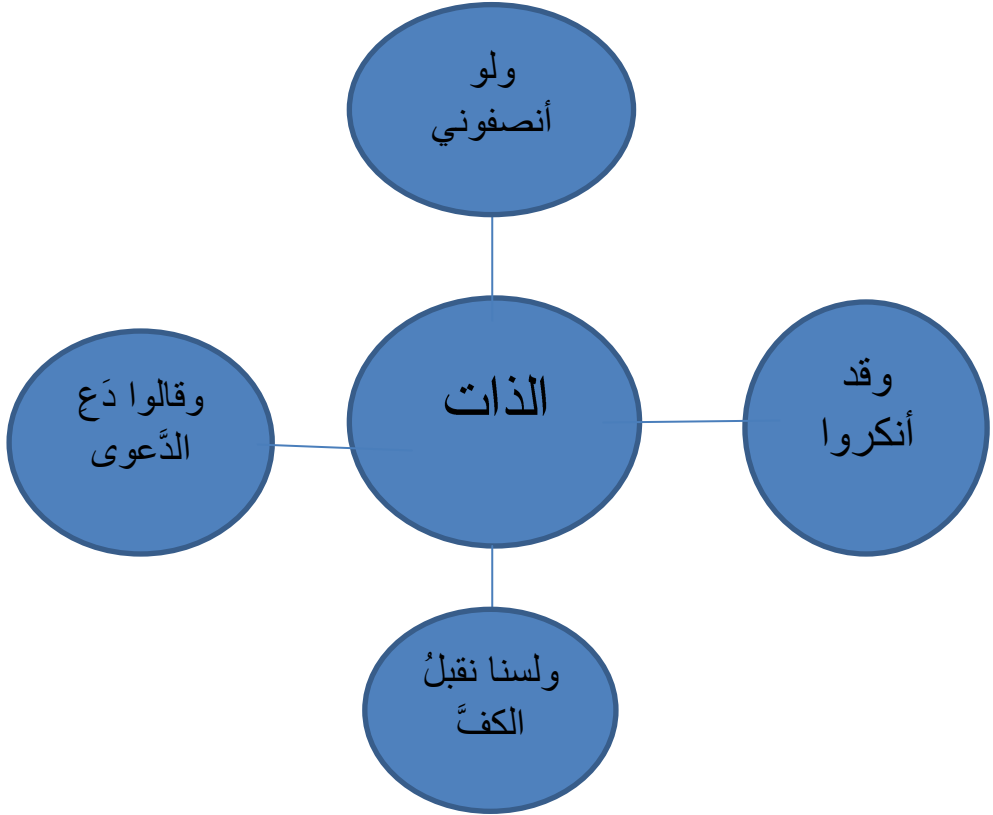 ولو
أنصفوني
وقد
أنكروا
الذات
وقالوا دَعِ
الدَّعوى
ولسنا نقبلُ
الكفَّ